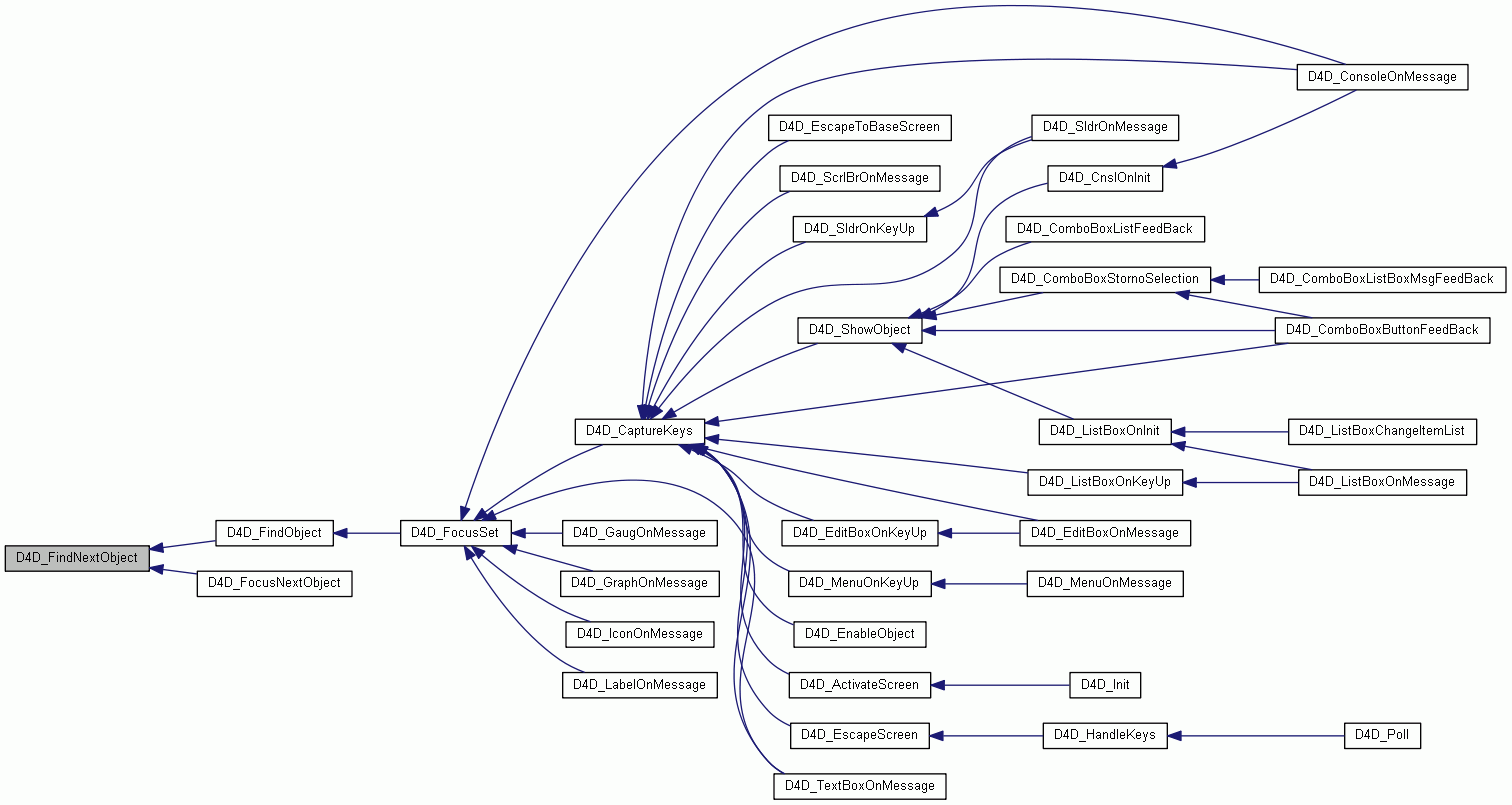 D4D_ConsoleOnMessage
D4D_EscapeToBaseScreen
D4D_SldrOnMessage
D4D_ScrlBrOnMessage
D4D_CnslOnInit
D4D_SldrOnKeyUp
D4D_ComboBoxListFeedBack
D4D_ComboBoxStornoSelection
D4D_ComboBoxListBoxMsgFeedBack
D4D_ShowObject
D4D_ComboBoxButtonFeedBack
D4D_CaptureKeys
D4D_ListBoxOnInit
D4D_ListBoxChangeItemList
D4D_ListBoxOnKeyUp
D4D_ListBoxOnMessage
D4D_FindNextObject
D4D_FindObject
D4D_FocusSet
D4D_GaugOnMessage
D4D_EditBoxOnKeyUp
D4D_EditBoxOnMessage
D4D_FocusNextObject
D4D_GraphOnMessage
D4D_MenuOnKeyUp
D4D_MenuOnMessage
D4D_IconOnMessage
D4D_EnableObject
D4D_LabelOnMessage
D4D_ActivateScreen
D4D_Init
D4D_EscapeScreen
D4D_HandleKeys
D4D_Poll
D4D_TextBoxOnMessage